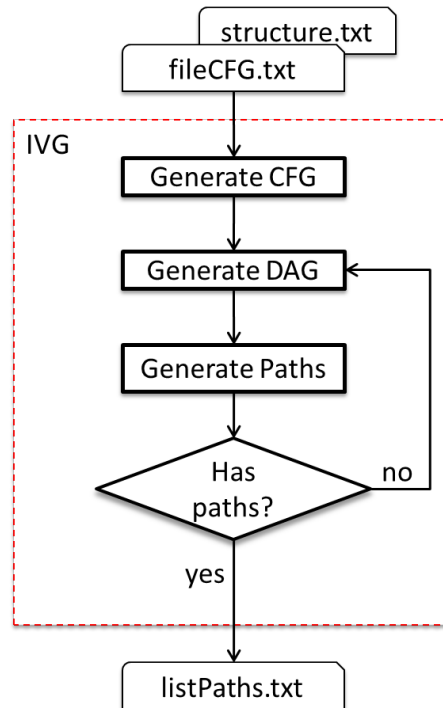 structure.txt
fileCFG.txt
IVG
Generate CFG
Generate DAG
Generate Paths
Has
paths?
no
yes
listPaths.txt